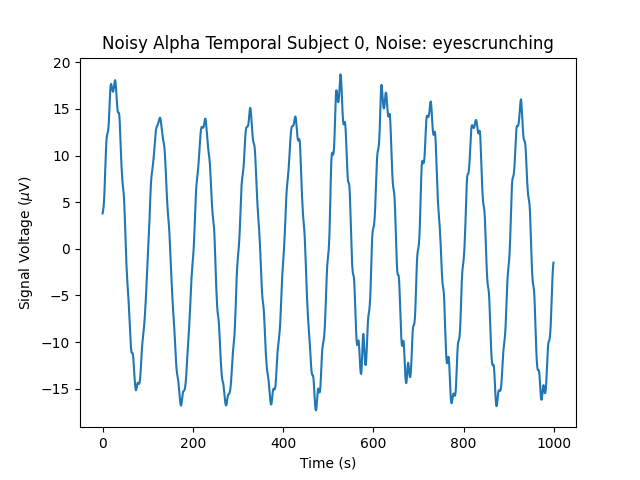 Noisy Alpha Temporal Subject 0, Noise: eyescrunching
20
15
10
5
0
−5
−10
−15
Signal Voltage (μV)
0 200 400 600 800 1000
Time (s)